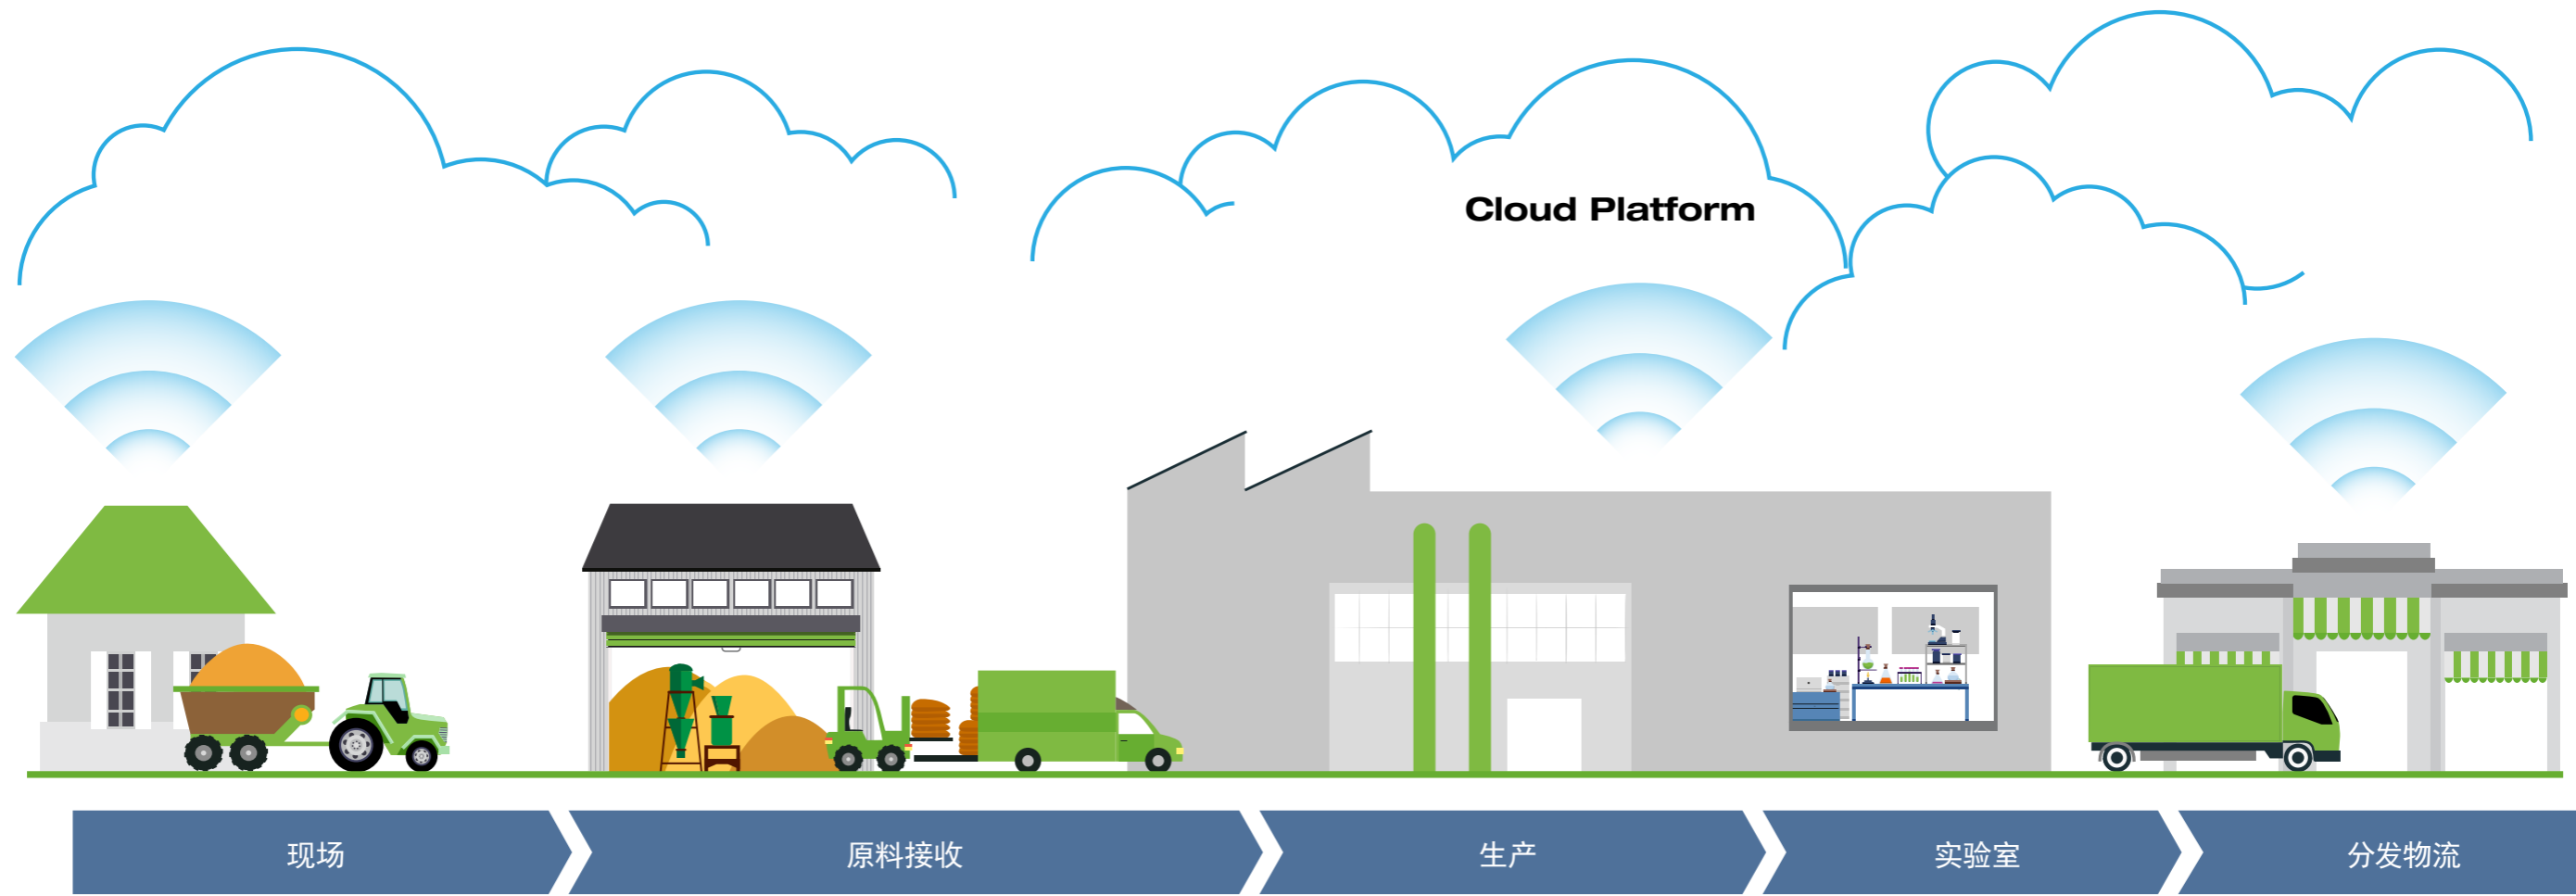 Cloud Platform
现场
原料接收
生产
实验室
分发物流